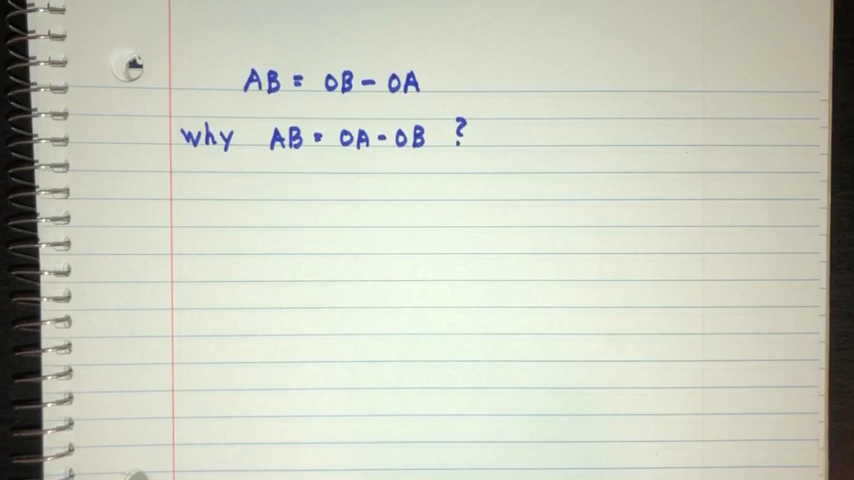 AB = OB - OA
why AB = OA - OB ?